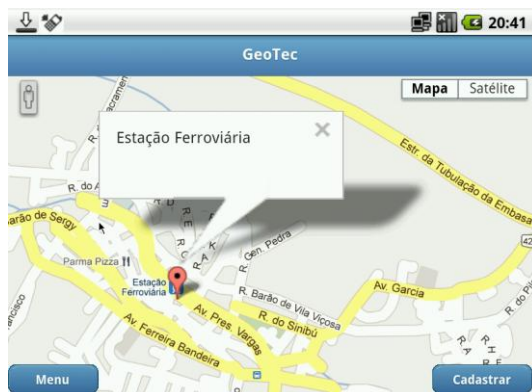 20:41
GeoTec
Mapa
Satélite
Estação Ferroviária
Estr. da Tubulação da Embasa
R. do A
arão de Sergy
Parma Pizza
Gen. Pedra
Estação
Ferroviária
R. Barão de Vila Viçosa
Av. Garcia
Av. Pres. Vargas
R. do Sinibú
Av. Ferreira Bandeira
Menu
Cadastrar